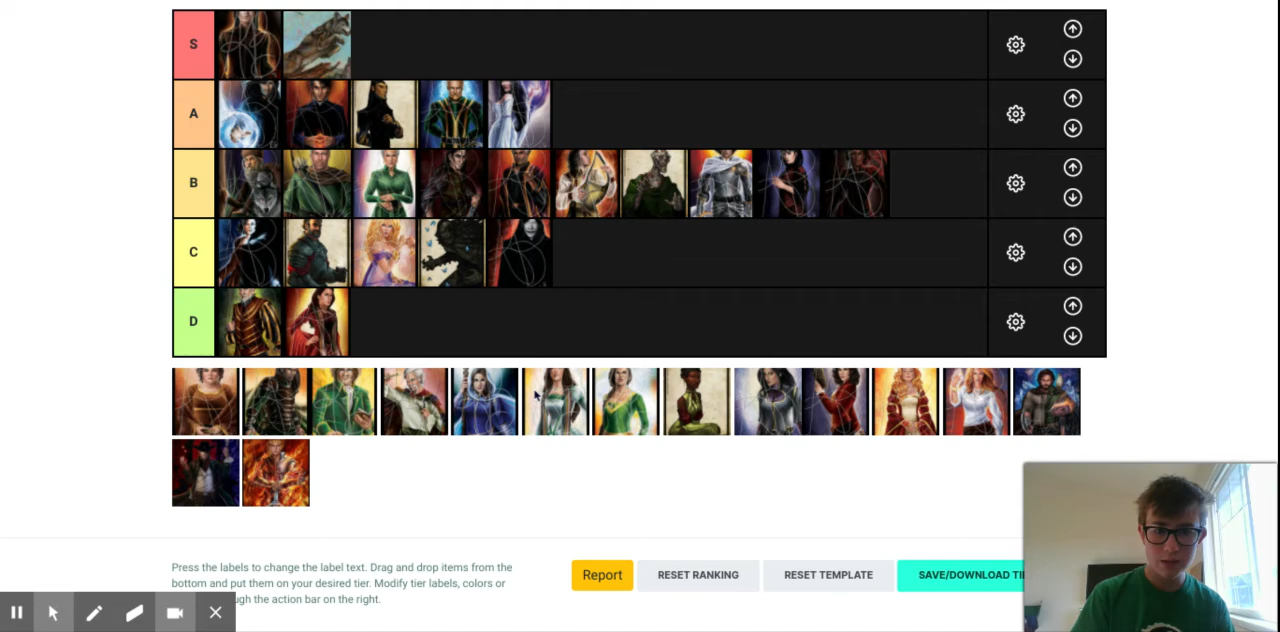 S
A
B
C
D
Press the labels to change the label text. Drag and drop items from the
bottom and put them on your desired tier. Modify tier labels, colors or
ugh the action bar on the right.
Report
RESET RANKING
RESET TEMPLATE
SAVE/DOWNLOAD